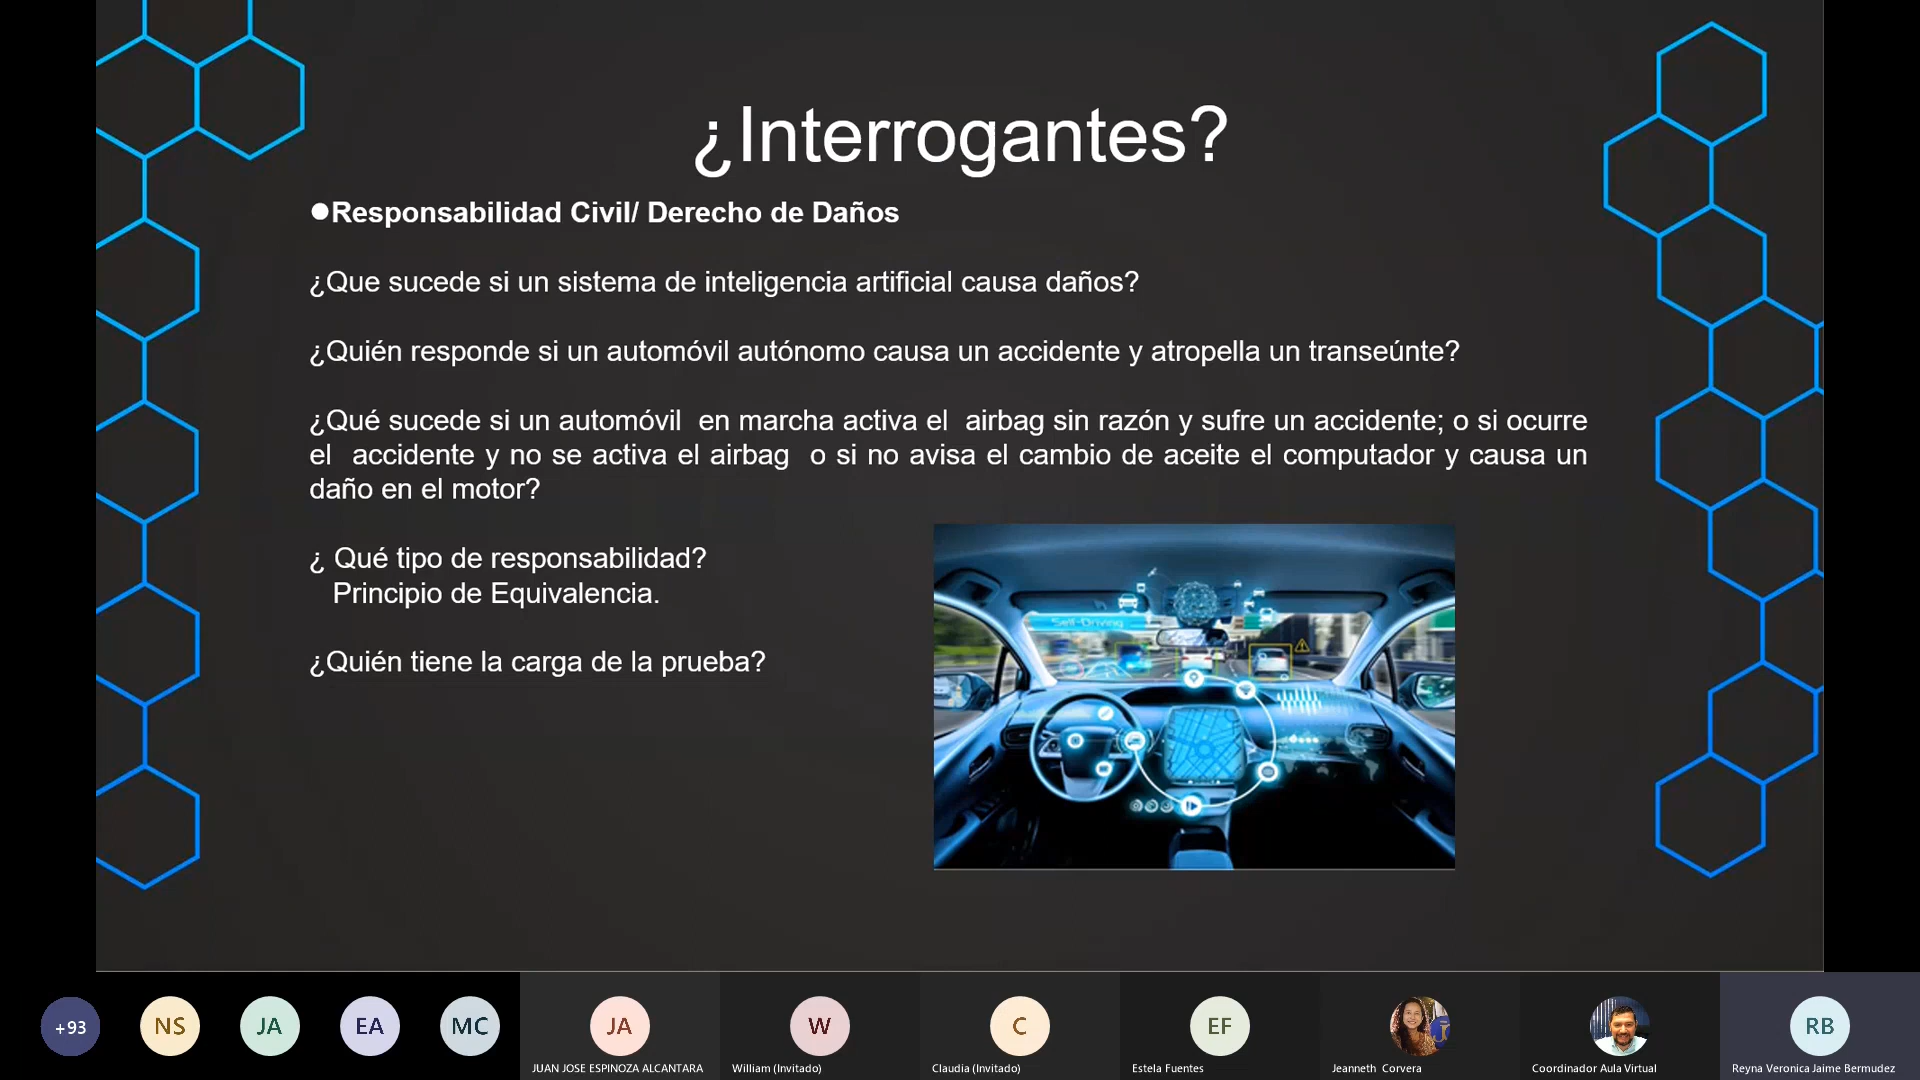 ¿Interrogantes?
●Responsabilidad Civil/ Derecho de Daños
¿Que sucede si un sistema de inteligencia artificial causa daños?
¿Quién responde si un automóvil autónomo causa un accidente y atropella un transeúnte?
¿Qué sucede si un automóvil  en marcha activa el  airbag sin razón y sufre un accidente; o si ocurre
el  accidente y no se activa el airbag  o si no avisa el cambio de aceite el computador y causa un
daño en el motor?
¿ Qué tipo de responsabilidad?
Principio de Equivalencia.
¿Quién tiene la carga de la prueba?
Self-Driving
+93
NS
JA
EA
MC
JA
W
C
EF
RB
JUAN JOSE ESPINOZA ALCANTARA
William (Invitado)
Claudia (Invitado)
Estela Fuentes
Jeanneth  Corvera
Coordinador Aula Virtual
Reyna Veronica Jaime Bermudez